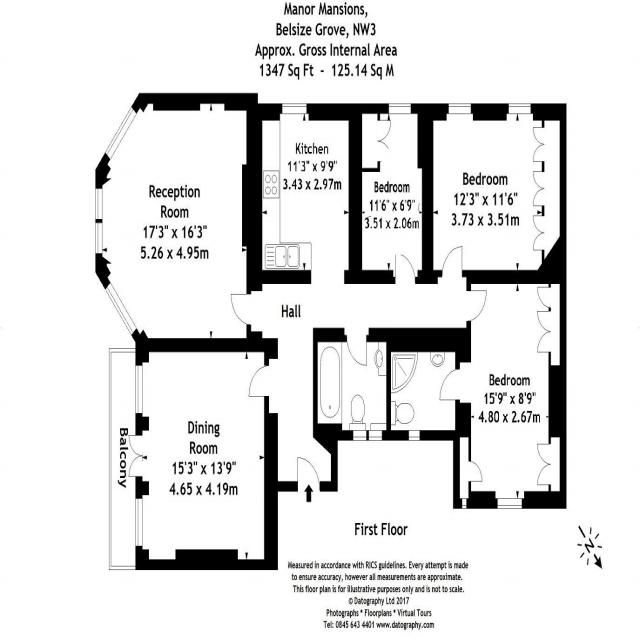 Manor Mansions,
Belsize Grove, NW3
Approx. Gross Internal Area
1347 Sq Ft - 125.14 Sq M
Kitchen
11'3" x 9'9"
3.43 x 2.97m
Reception
Room
17'3" x 16'3"
5.26 x 4.95m
Bedroom
11'6" x 6'9"
3.51 x 2.06m
Bedroom
12'3" x 11'6"
3.73 x 3.51m
Hall
Bedroom
15'9" x 8'9"
4.80 x 2.67m
Dining
Room
15'3" x 13'9"
4.65 x 4.19m
Balcony
First Floor
N
Measured in accordance with RICS guidelines. Every attempt is made
to ensure accuracy, however all measurements are approximate.
This floor plan is for illustrative purposes only and is not to scale.
© Datography Ltd 2017
Photographs * Floorplans * Virtual Tours
Tel: 0845 643 4401 www.datography.com